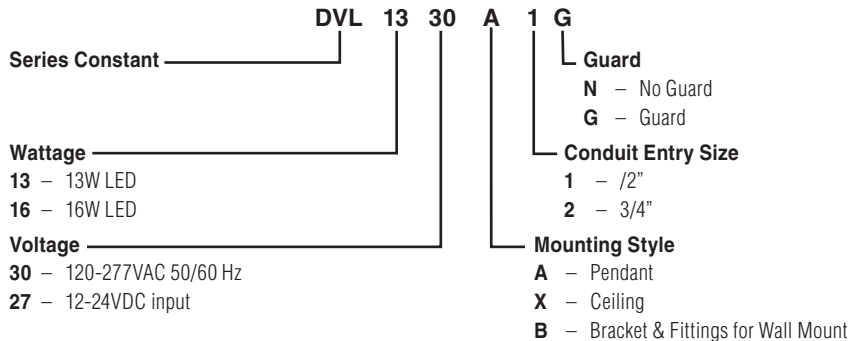 DVL 13 30 A 1 G
Series Constant
Guard
N – No Guard
G – Guard
Wattage
13 – 13W LED
16 – 16W LED
Conduit Entry Size
1 – /2”
2 – 3/4”
Voltage
30 – 120-277VAC 50/60 Hz
27 – 12-24VDC input
Mounting Style
A – Pendant
X – Ceiling
B – Bracket & Fittings for Wall Mount